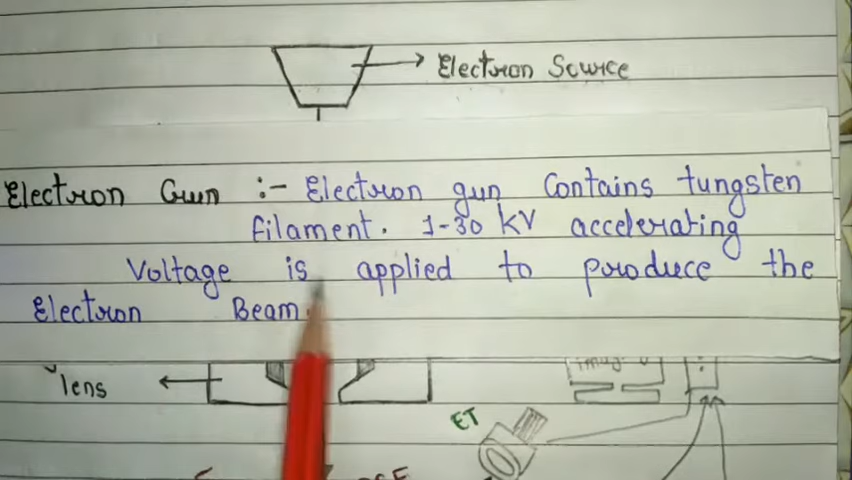 Electron Source
Electron Gun :- Electron gun Contains tungsten
filament. 1-30 kV accelerating
Voltage is applied to produce the
Electron Beam.
lens
ET